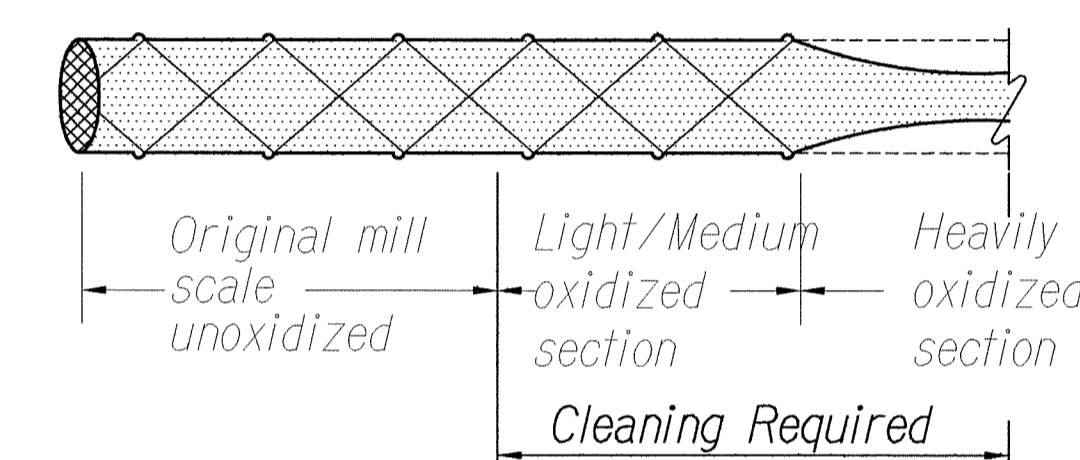 Original mill
scale
unoxidized
Light/Medium
oxidized
section
Heavily
oxidized
section
Cleaning Required